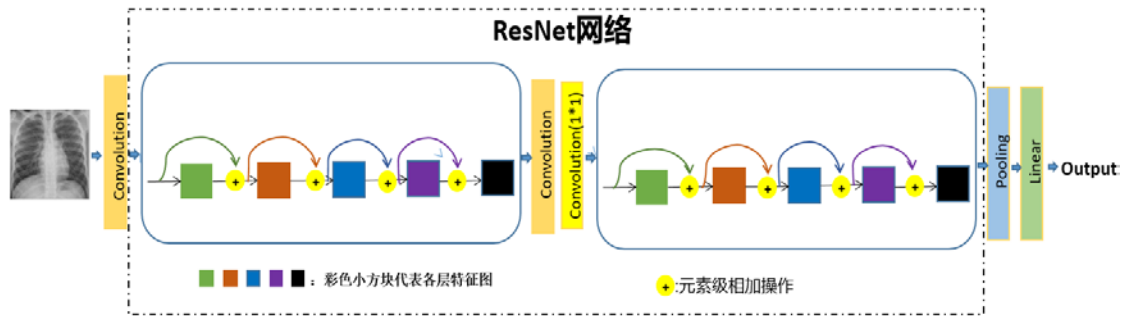 ResNet网络
Convolution
Convolution
Convolution(1*1)
Pooling
Linear
Output:
+
+
+
+
+
+
+
+
：彩色小方块代表各层特征图
+
:元素级相加操作